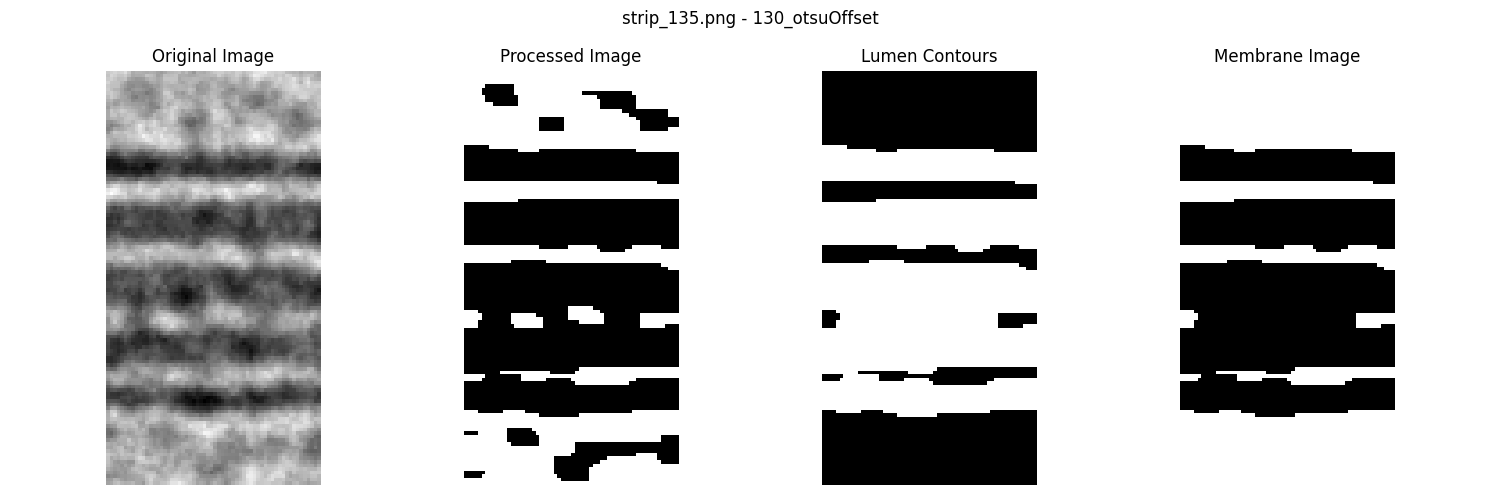 strip_135.png - 130_otsuOffset
Original Image
Processed Image
Lumen Contours
Membrane Image